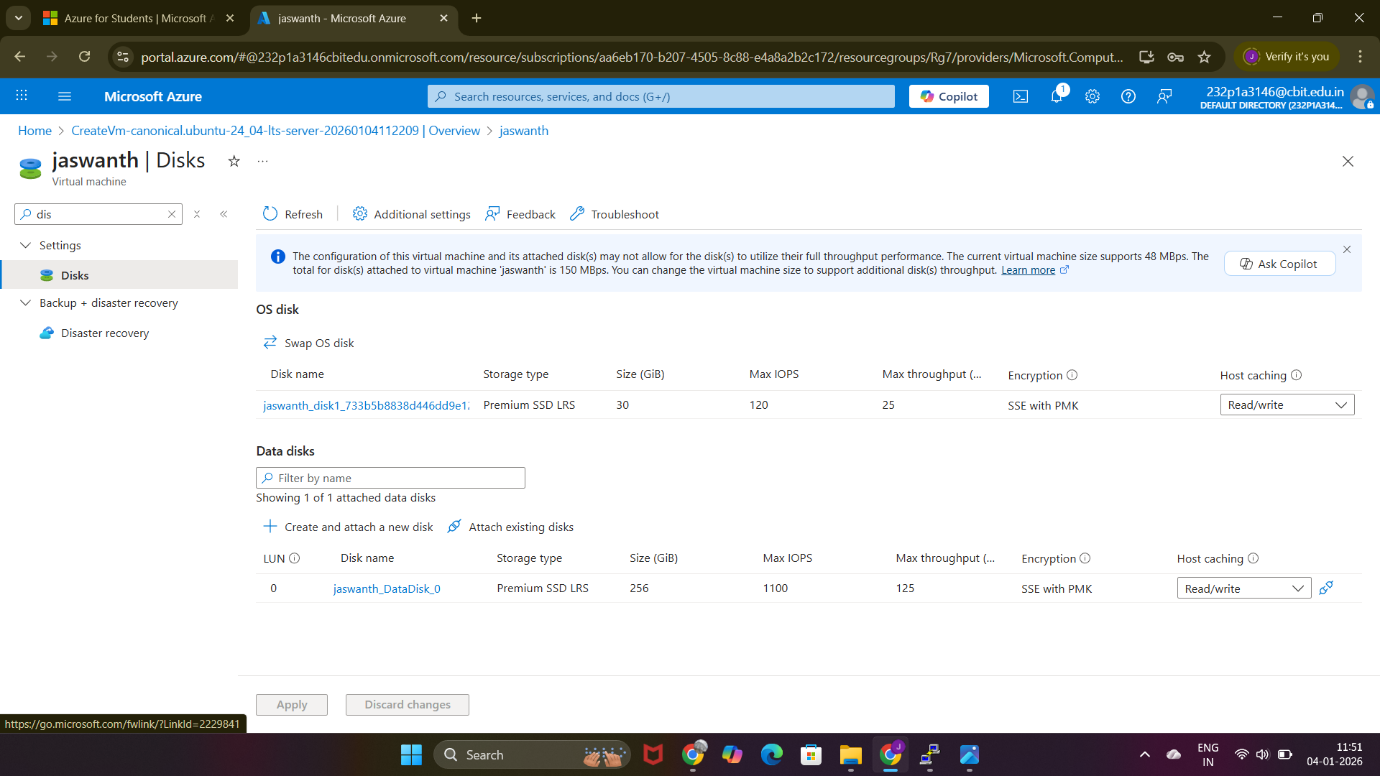 Azure for Students | Microsoft A
jaswanth - Microsoft Azure
portal.azure.com/#@232p1a3146cbitedu.onmicrosoft.com/resource/subscriptions/aa6eb170-b207-4505-8c88-e4a8a2b2c172/resourcegroups/Rg7/providers/Microsoft.Comput...
J
Verify it's you
Microsoft Azure
Search resources, services, and docs (G+/)
Copilot
1
232p1a3146@cbit.edu.in
DEFAULT DIRECTORY (232P1A314...
Home > CreateVm-canonical.ubuntu-24_04-lts-server-20260104112209 | Overview > jaswanth
jaswanth | Disks
Virtual machine
dis
Settings
Disks
Backup + disaster recovery
Disaster recovery
Refresh
Additional settings
Feedback
Troubleshoot
The configuration of this virtual machine and its attached disk(s) may not allow for the disk(s) to utilize their full throughput performance. The current virtual machine size supports 48 MBps. The
total for disk(s) attached to virtual machine 'jaswanth' is 150 MBps. You can change the virtual machine size to support additional disk(s) throughput. Learn more
Ask Copilot
OS disk
Swap OS disk
Disk name Storage type Size (GiB) Max IOPS Max throughput (... Encryption Host caching
jaswanth_disk1_733b5b8838d446dd9e1 Premium SSD LRS 30 120 25 SSE with PMK Read/write
Data disks
Filter by name
Showing 1 of 1 attached data disks
Create and attach a new disk
Attach existing disks
LUN Disk name Storage type Size (GiB) Max IOPS Max throughput (... Encryption Host caching
0 jaswanth_DataDisk_0 Premium SSD LRS 256 1100 125 SSE with PMK Read/write
Apply
Discard changes
https://go.microsoft.com/fwlink/?LinkId=2229841
Search
J
ENG
IN
11:51
04-01-2026